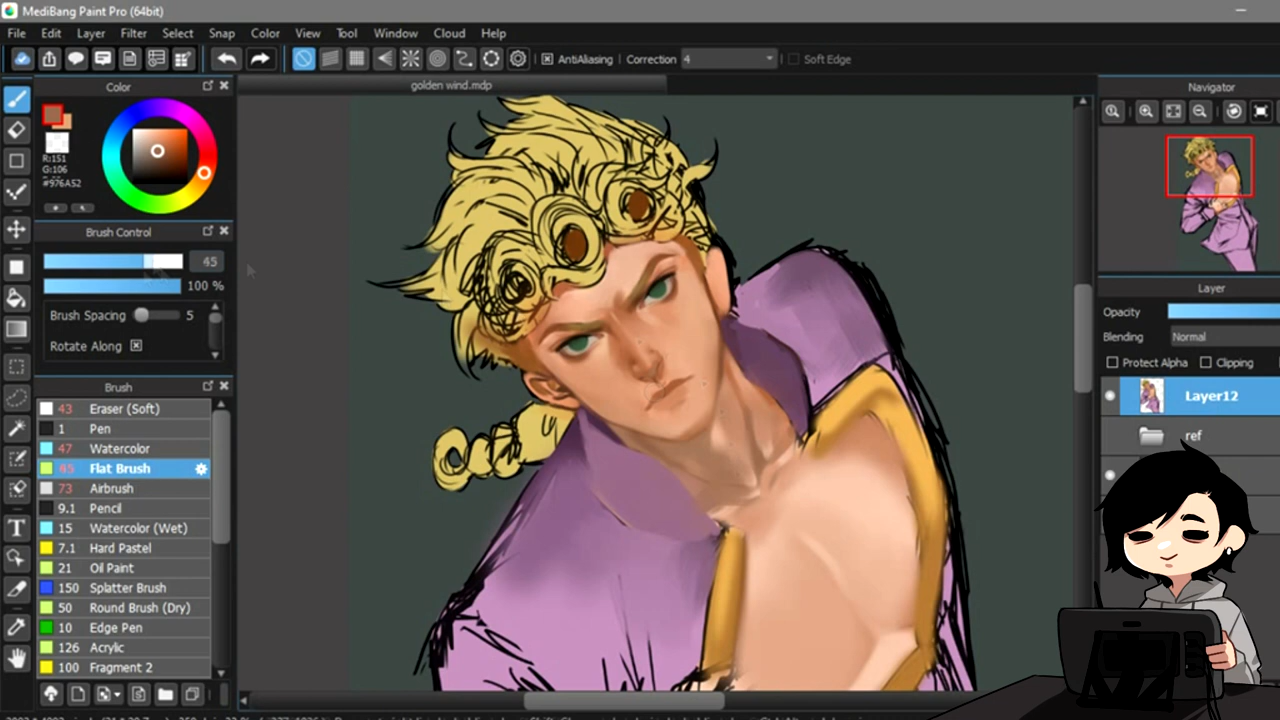 MediBang Paint Pro (64bit)
File Edit Layer Filter Select Snap Color View Tool Window Cloud Help
AntiAliasing Correction 4 Soft Edge
golden wind.mdp
Color
R:151
G:106
#976A52
Brush Control
45
100 %
Brush Spacing 5
Rotate Along
Brush
43 Eraser (Soft)
1 Pen
47 Watercolor
Flat Brush
73 Airbrush
9.1 Pencil
15 Watercolor (Wet)
7.1 Hard Pastel
21 Oil Paint
150 Splatter Brush
50 Round Brush (Dry)
10 Edge Pen
126 Acrylic
100 Fragment 2
Navigator
Layer
Opacity
Blending Normal
Protect Alpha Clipping
Layer12
ref